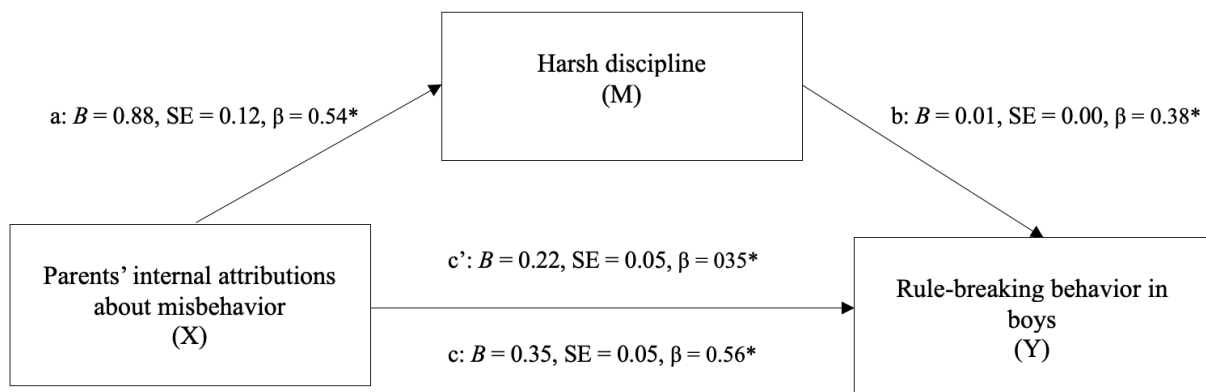 Harsh discipline
(M)
a: B = 0.88, SE = 0.12, β = 0.54*
b: B = 0.01, SE = 0.00, β = 0.38*
Parents’ internal attributions
about misbehavior
(X)
c’: B = 0.22, SE = 0.05, β = 035*
c: B = 0.35, SE = 0.05, β = 0.56*
Rule-breaking behavior in
boys
(Y)